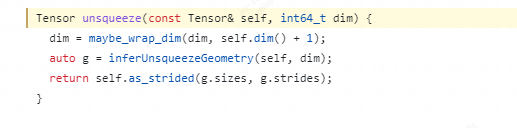 Tensor unsqueeze(const Tensor& self, int64_t dim) {
  dim = maybe_wrap_dim(dim, self.dim() + 1);
  auto g = inferUnsqueezeGeometry(self, dim);
  return self.as_strided(g.sizes, g.strides);
}